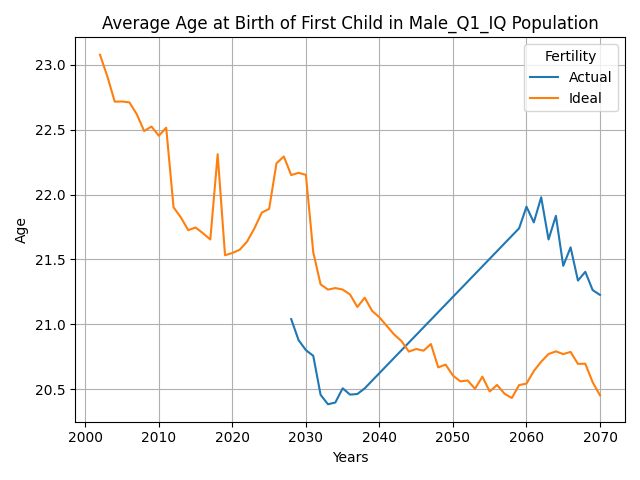 Average Age at Birth of First Child in Male_Q1_IQ Population
Fertility
Actual
Ideal
Age
23.0
22.5
22.0
21.5
21.0
20.5
2000 2010 2020 2030 2040 2050 2060 2070
Years